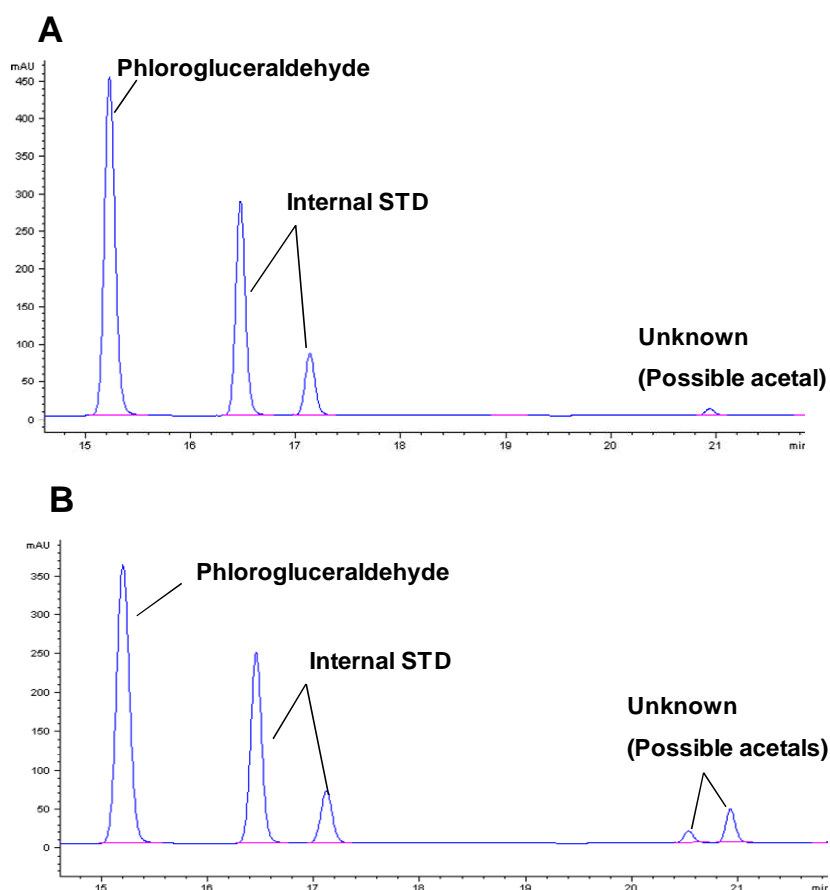 A
mAU
Phlorogluceraldehyde
450
400
350
300
Internal STD
250
200
150
Unknown
100
(Possible acetal)
50
0
15 16 17 18 19 20 21 mir
B
mAU
Phlorogluceraldehyde
350
300
Internal STD
250
200
Unknown
150
(Possible acetals)
100
50
0
15 16 17 18 19 20 21 mir